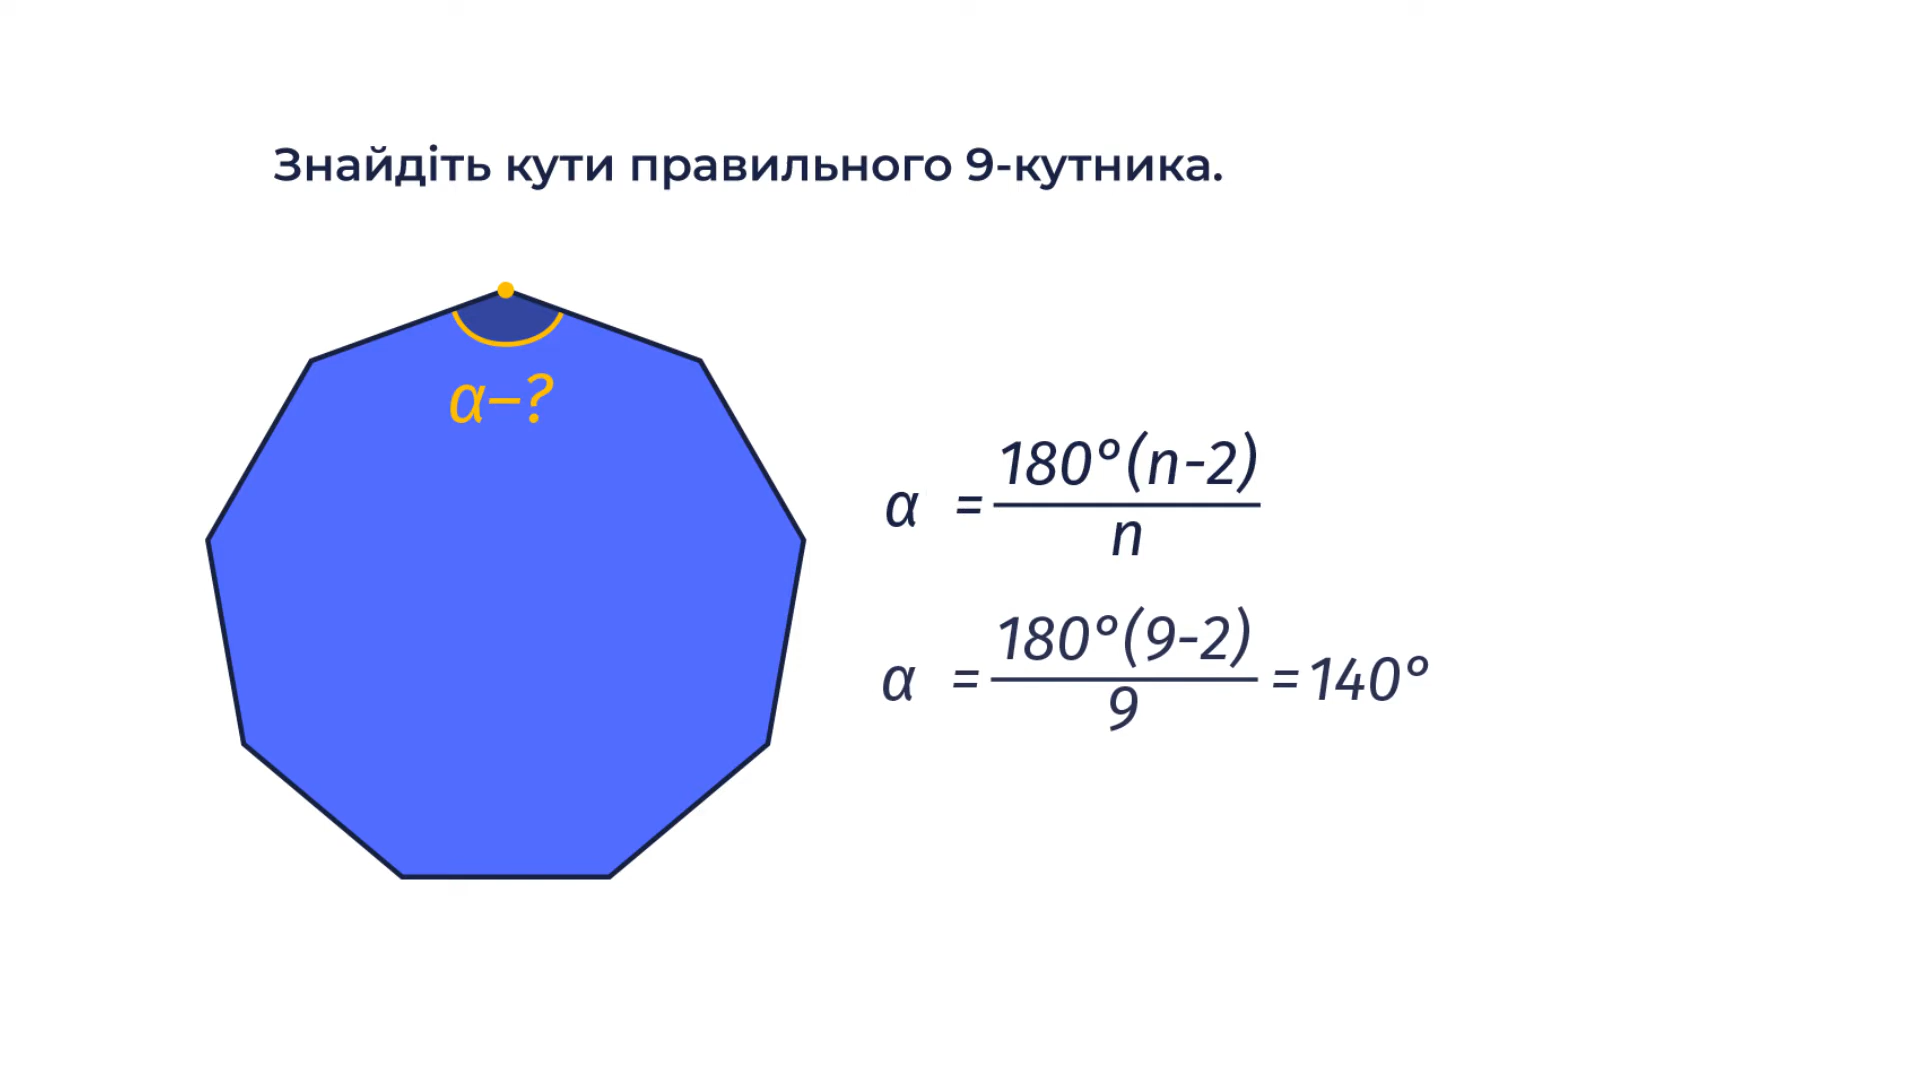 Знайдіть кути правильного 9-кутника.
α–?
α = 180°(n-2)
n
α = 180°(9-2) = 140°
9